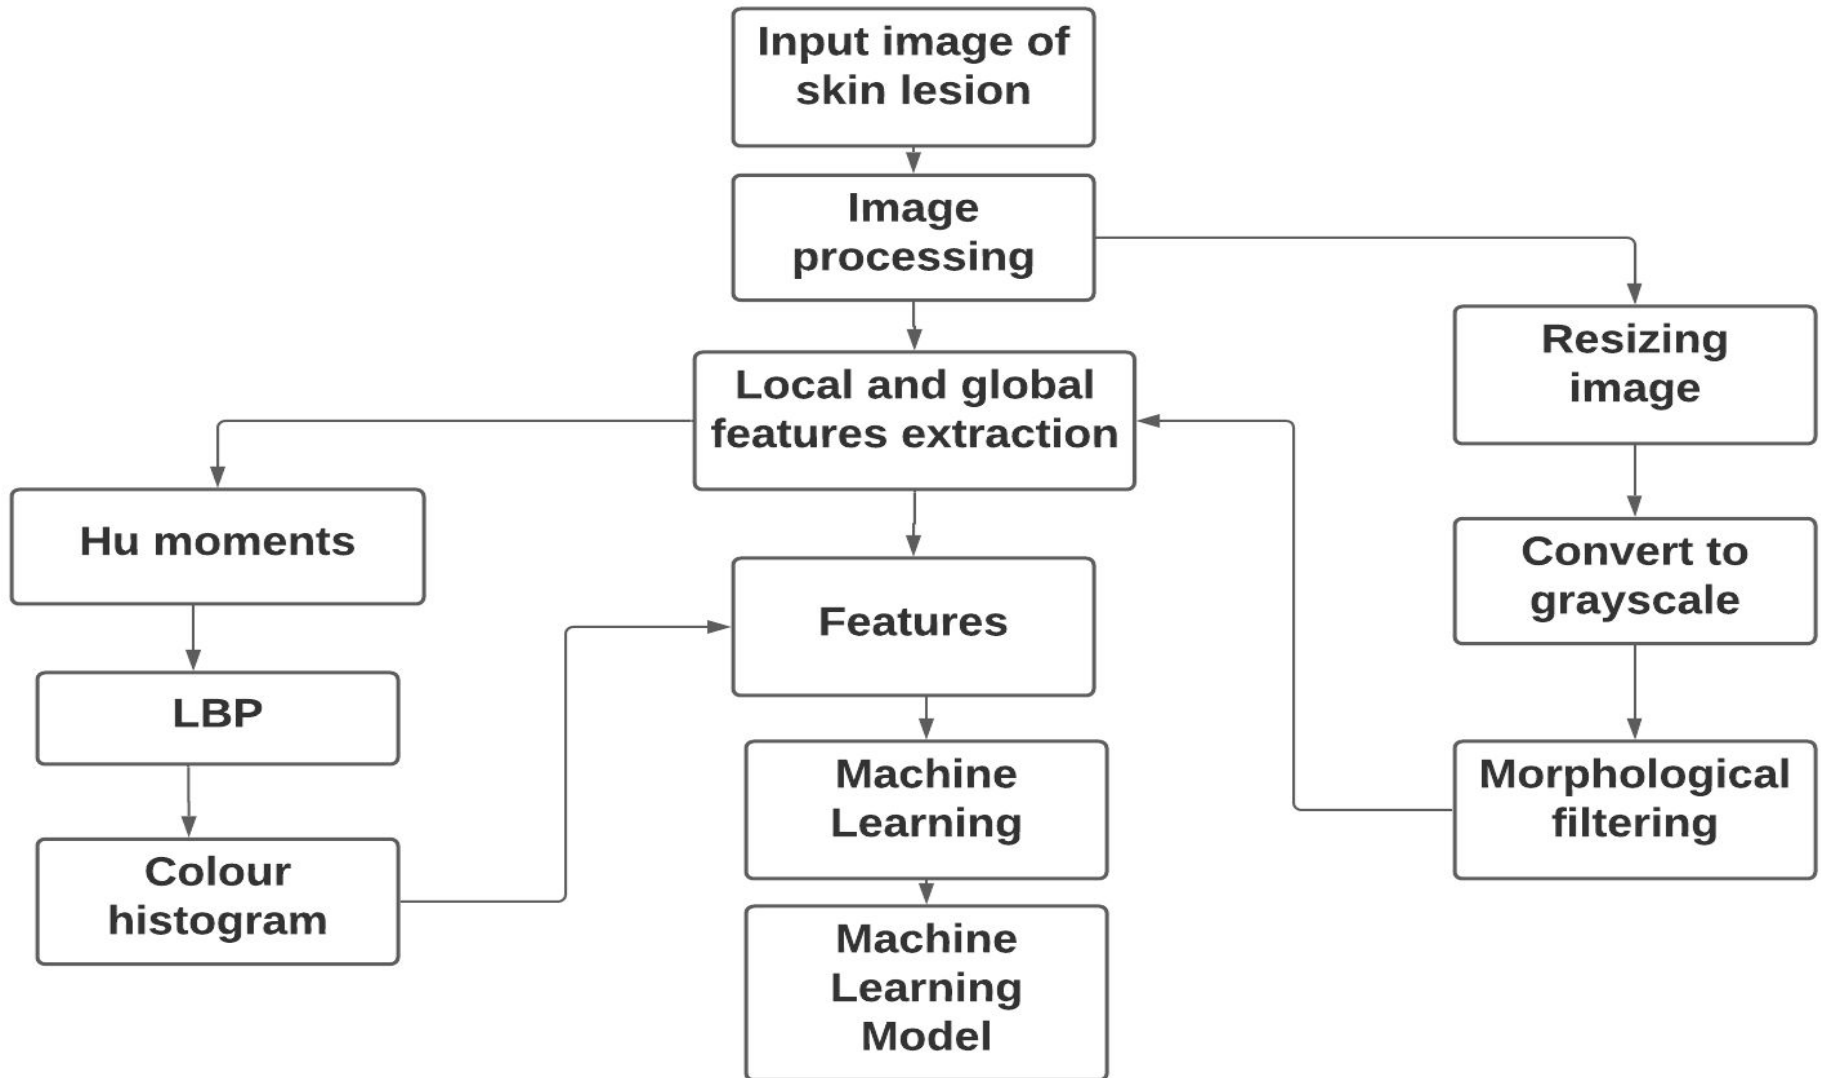 Input image of
skin lesion
Image
processing
Resizing
image
Local and global
features extraction
Hu moments
Convert to
grayscale
Features
LBP
Machine
Learning
Morphological
filtering
Colour
histogram
Machine
Learning
Model